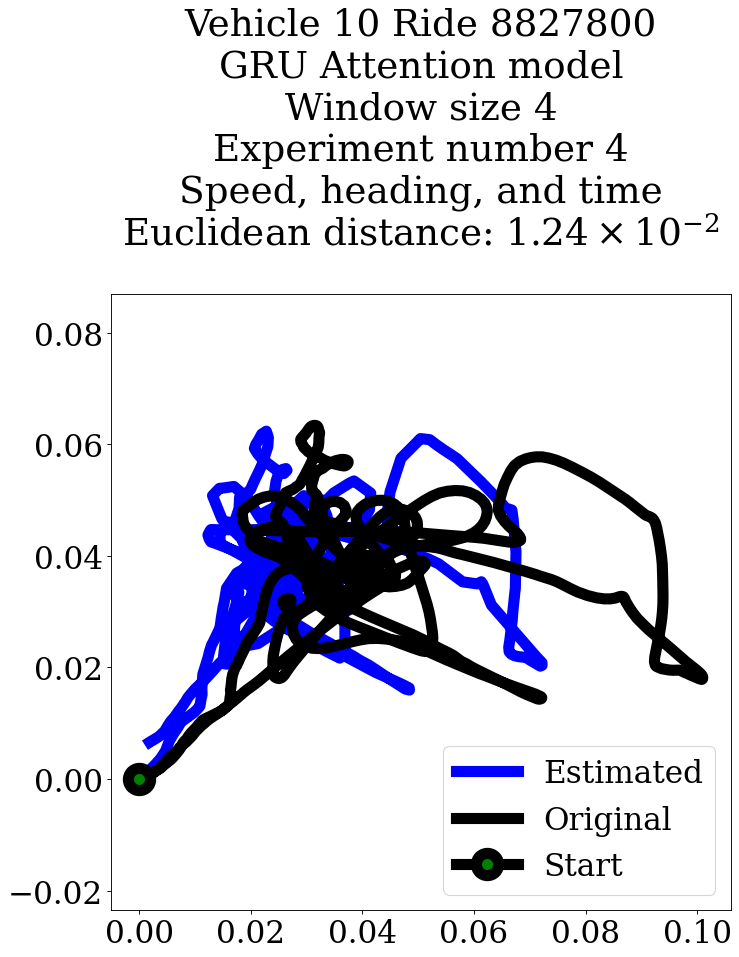 Vehicle 10 Ride 8827800
GRU Attention model
Window size 4
Experiment number 4
Speed, heading, and time
Euclidean distance: 1.24 × 10⁻²
0.08
0.06
0.04
0.02
0.00
−0.02
0.00 0.02 0.04 0.06 0.08 0.10
Estimated
Original
Start